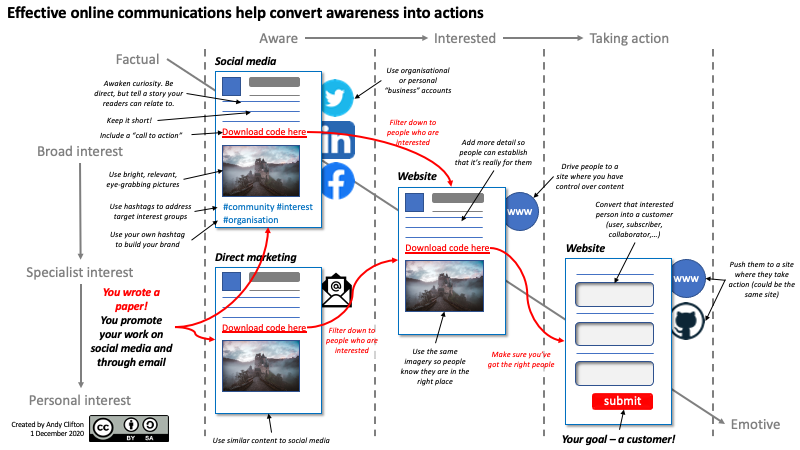 Effective online communications help convert awareness into actions
Aware
Interested
Taking action
Factual
Broad interest
Specialist interest
Personal interest
Emotive
Social media
Awaken curiosity. Be
direct, but tell a story your
readers can relate to.
Keep it short!
Include a "call to action"
Download code here
Use bright, relevant,
eye-grabbing pictures
Use hashtags to address
target interest groups
#community #interest
#organisation
Use your own hashtag
to build your brand
Use organisational
or personal
"business" accounts
in
Filter down to
people who are
interested
Direct marketing
Download code here
Use similar content to social media
You wrote a
paper!
You promote
your work on
social media and
through email
Filter down to
people who are
interested
Add more detail so
people can establish
that it's really for them
Website
Download code here
www
Drive people to a
site where you have
control over content
Use the same
imagery so people
know they are in the
right place
Make sure you've
got the right people
Convert that interested
person into a customer
(user, subscriber,
collaborator,...)
Website
www
submit
Push them to a site
where they take
action (could be the
same site)
Your goal – a customer!
Created by Andy Clifton
1 December 2020
cc
BY SA